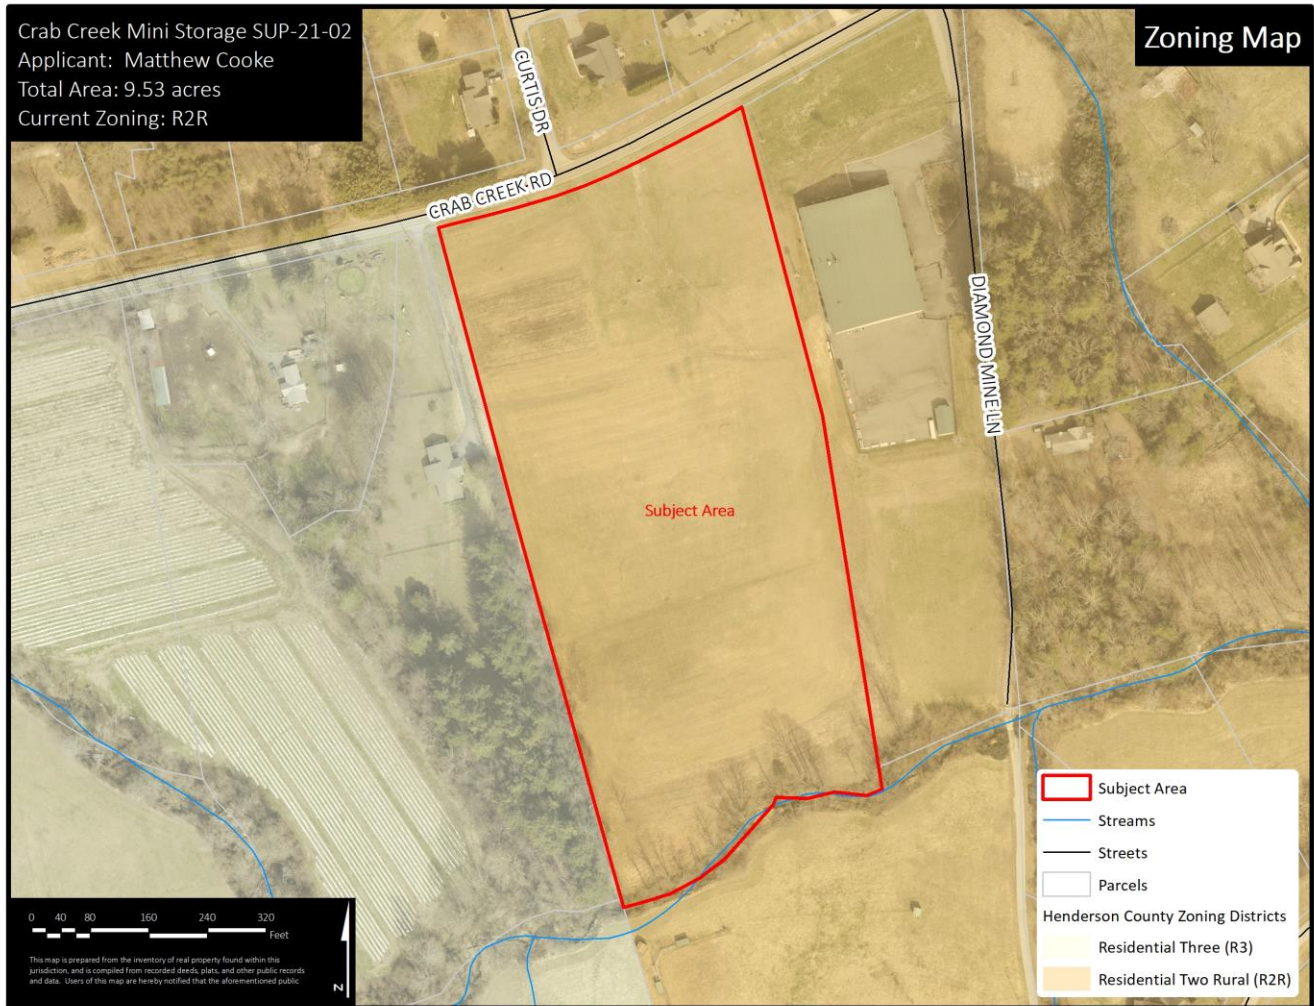 Crab Creek Mini Storage SUP-21-02
Applicant: Matthew Cooke
Total Area: 9.53 acres
Current Zoning: R2R
Zoning Map
CURTIS DR
CRAB CREEK RD
DIAMOND MINE LN
Subject Area
Subject Area
Streams
Streets
Parcels
Henderson County Zoning Districts
Residential Three (R3)
Residential Two Rural (R2R)
0 40 80 160 240 320
Feet
This map is prepared from the inventory of real property found within this
jurisdiction, and is compiled from recorded deeds, plats, and other public records
and data. Users of this map are hereby notified that the aforementioned public
N